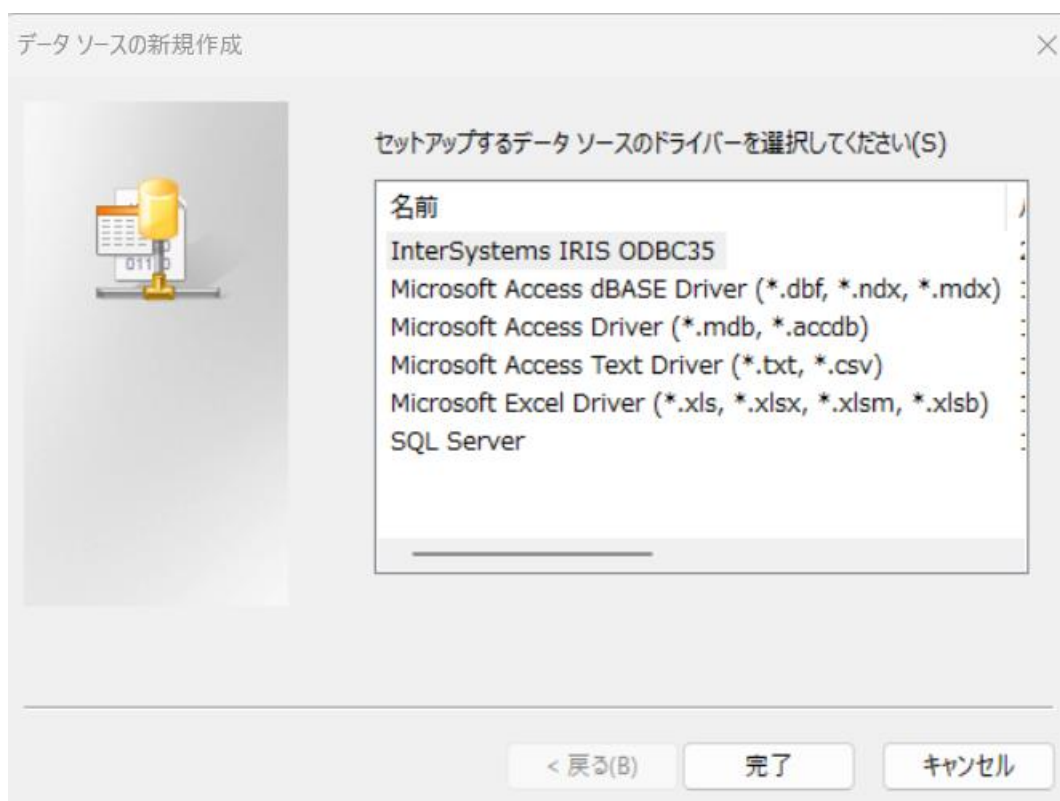 データ ソースの新規作成
セットアップするデータ ソースのドライバーを選択してください(S)
名前
InterSystems IRIS ODBC35
Microsoft Access dBASE Driver (*.dbf, *.ndx, *.mdx)
Microsoft Access Driver (*.mdb, *.accdb)
Microsoft Access Text Driver (*.txt, *.csv)
Microsoft Excel Driver (*.xls, *.xlsx, *.xlsm, *.xlsb)
SQL Server
< 戻る(B)
完了
キャンセル